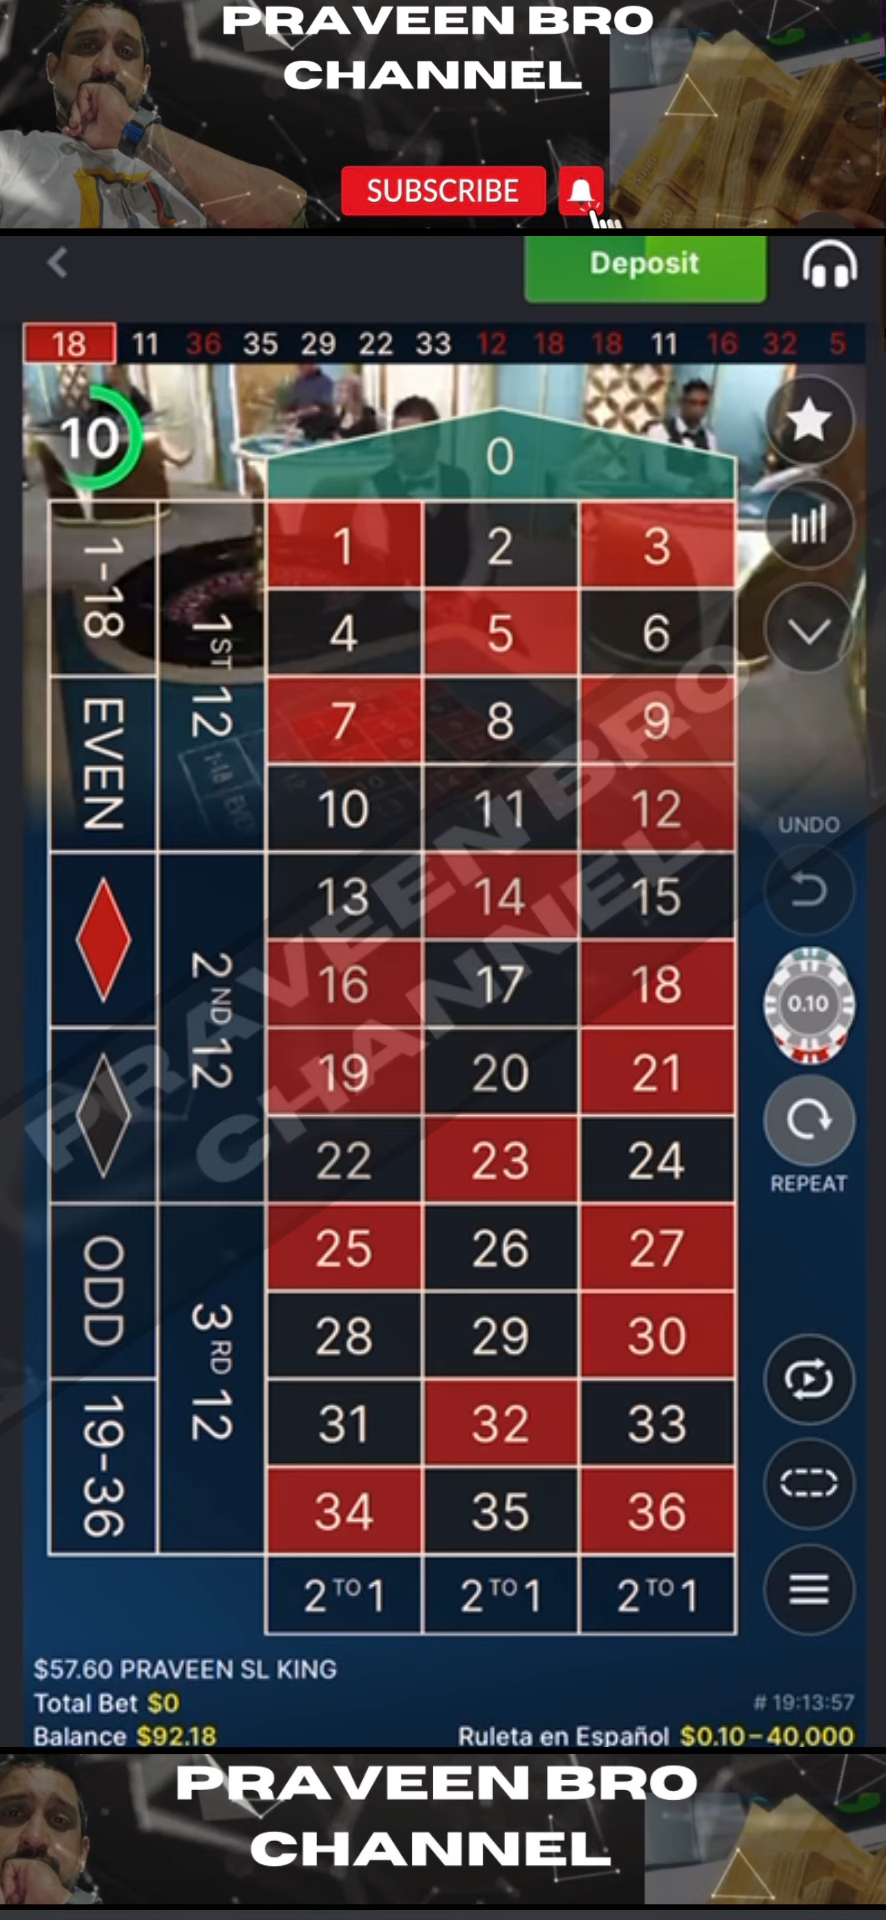 PRAVEEN BRO
CHANNEL
SUBSCRIBE
Deposit
18 11 36 35 29 22 33 12 18 18 11 16 32 5
10
0
1-18
1ST 12
1 2 3
4 5 6
EVEN
7 8 9
10 11 12
UNDO
2ND 12
13 14 15
16 17 18
0.10
19 20 21
22 23 24
REPEAT
ODD
3RD 12
25 26 27
28 29 30
19-36
31 32 33
34 35 36
2 TO 1 2 TO 1 2 TO 1
PRAVEEN BRO
CHANNEL
$57.60 PRAVEEN SL KING
Total Bet $0
# 19:13:57
Balance $92.18
Ruleta en Español $0.10-40,000
PRAVEEN BRO
CHANNEL